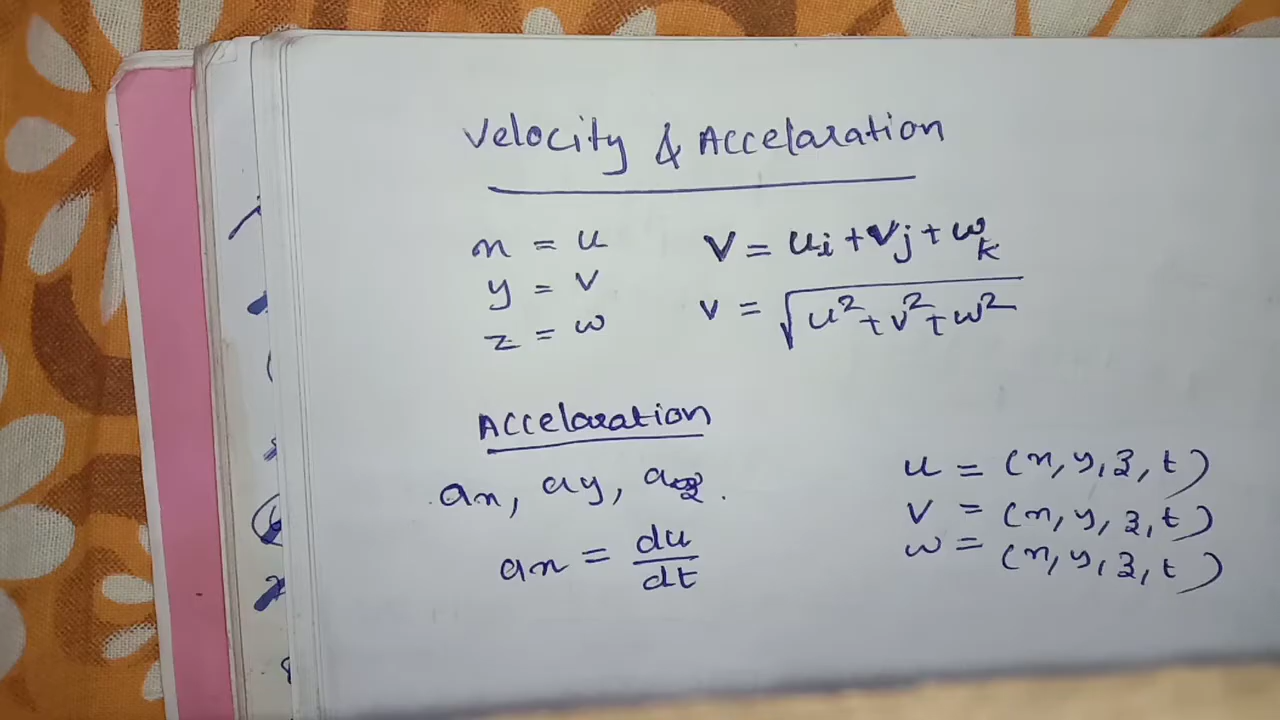 Velocity & Accelaration
x = u
y = v
z = w
V = ui + Vj + wk
v = √u²+v²+w²
Accelaration
ax, ay, az.
ax = du/dt
u = (x, y, z, t)
v = (x, y, z, t)
w = (x, y, z, t)